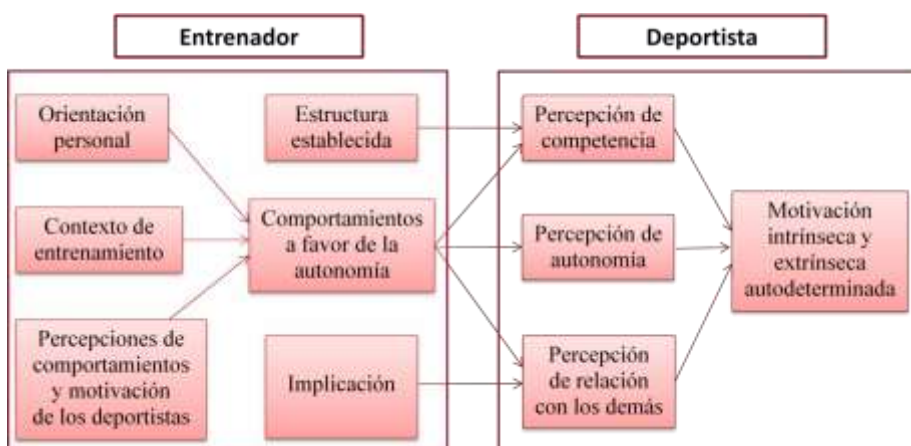 Entrenador
Deportista
Orientación
personal
Estructura
establecida
Percepción de
competencia
Contexto de
entrenamiento
Comportamientos
a favor de la
autonomía
Percepción de
autonomía
Motivación
intrínseca y
extrínseca
autodeterminada
Percepciones de
comportamientos
y motivación
de los deportistas
Implicación
Percepción
de relación
con los demás